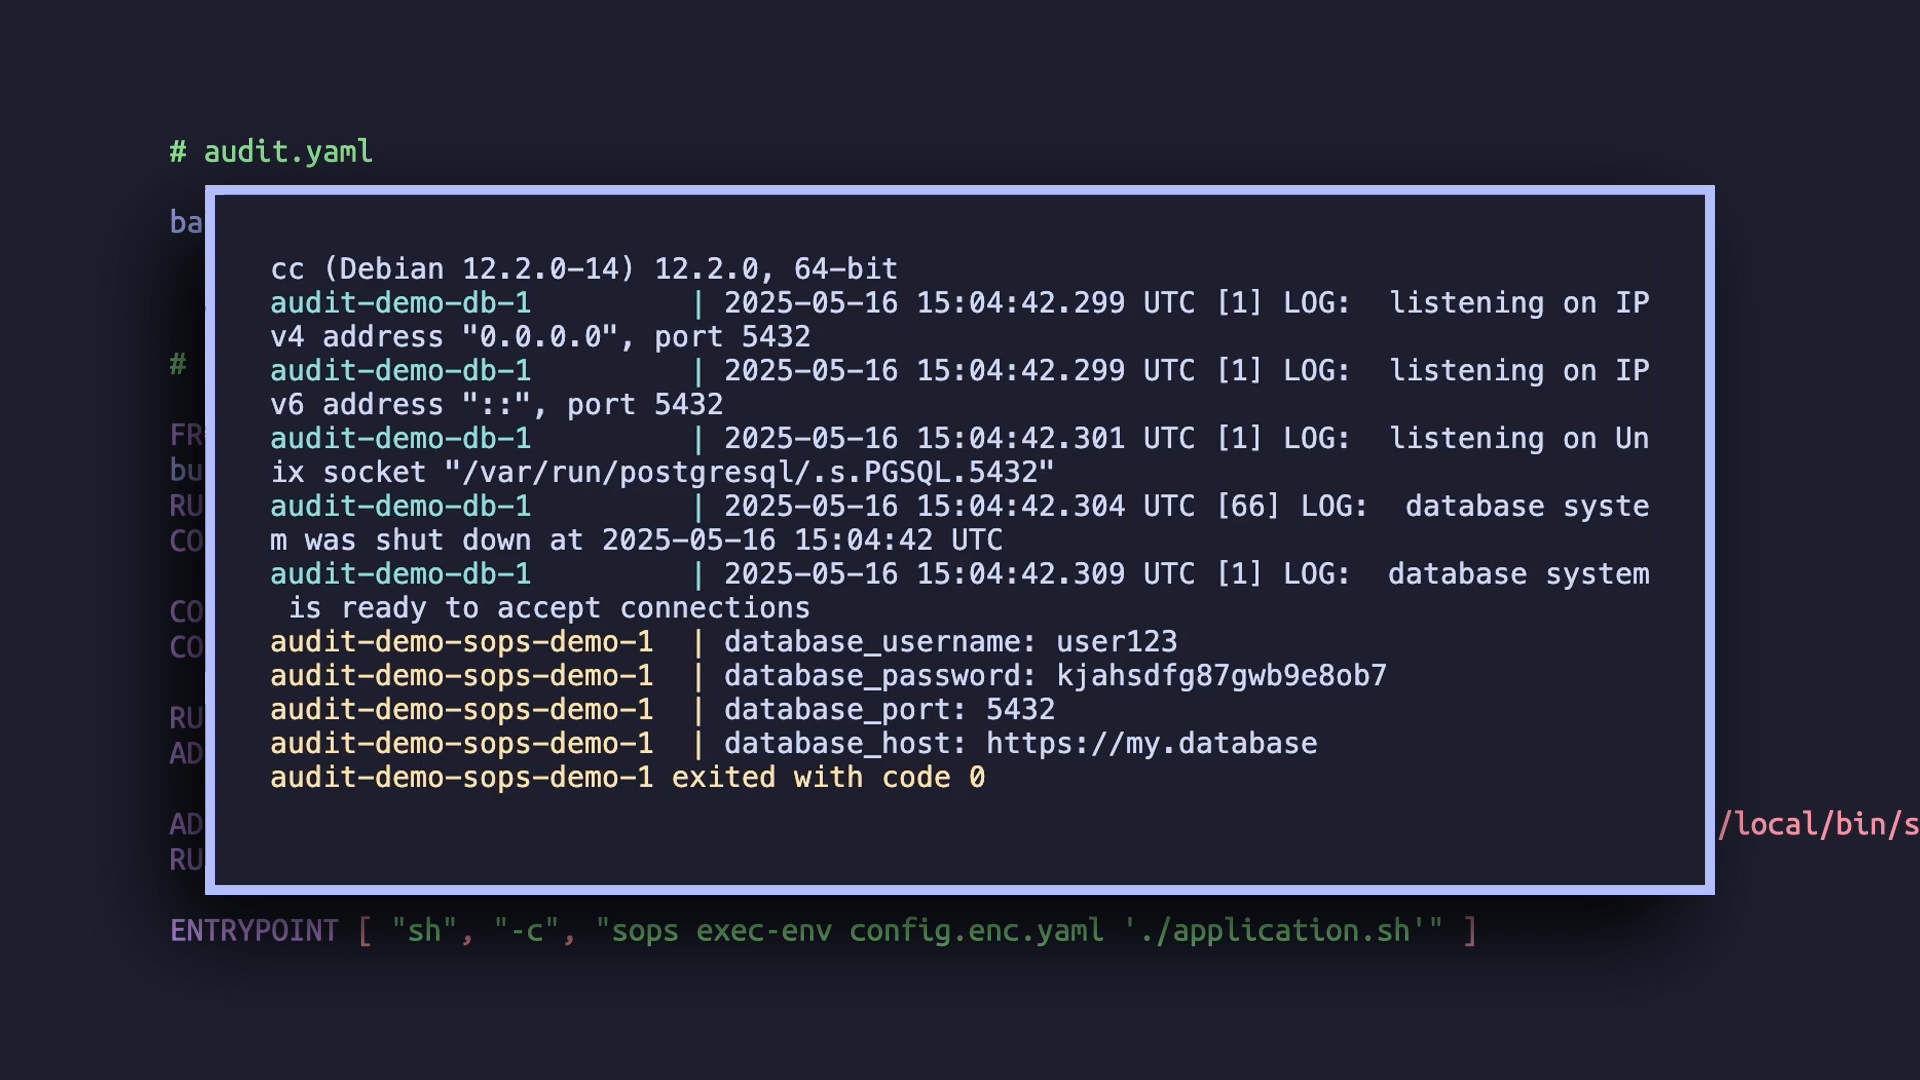 # audit.yaml
ba
cc (Debian 12.2.0-14) 12.2.0, 64-bit
audit-demo-db-1         | 2025-05-16 15:04:42.299 UTC [1] LOG:  listening on IP
v4 address "0.0.0.0", port 5432
#
audit-demo-db-1         | 2025-05-16 15:04:42.299 UTC [1] LOG:  listening on IP
v6 address "::", port 5432
FR
audit-demo-db-1         | 2025-05-16 15:04:42.301 UTC [1] LOG:  listening on Un
bu
ix socket "/var/run/postgresql/.s.PGSQL.5432"
RU
audit-demo-db-1         | 2025-05-16 15:04:42.304 UTC [66] LOG:  database syste
CO
m was shut down at 2025-05-16 15:04:42 UTC
audit-demo-db-1         | 2025-05-16 15:04:42.309 UTC [1] LOG:  database system
CO
 is ready to accept connections
CO
audit-demo-sops-demo-1  | database_username: user123
audit-demo-sops-demo-1  | database_password: kjahsdfg87gwb9e8ob7
RU
audit-demo-sops-demo-1  | database_port: 5432
AD
audit-demo-sops-demo-1  | database_host: https://my.database
audit-demo-sops-demo-1 exited with code 0
AD
/local/bin/s
RU
ENTRYPOINT [ "sh", "-c", "sops exec-env config.enc.yaml './application.sh'" ]